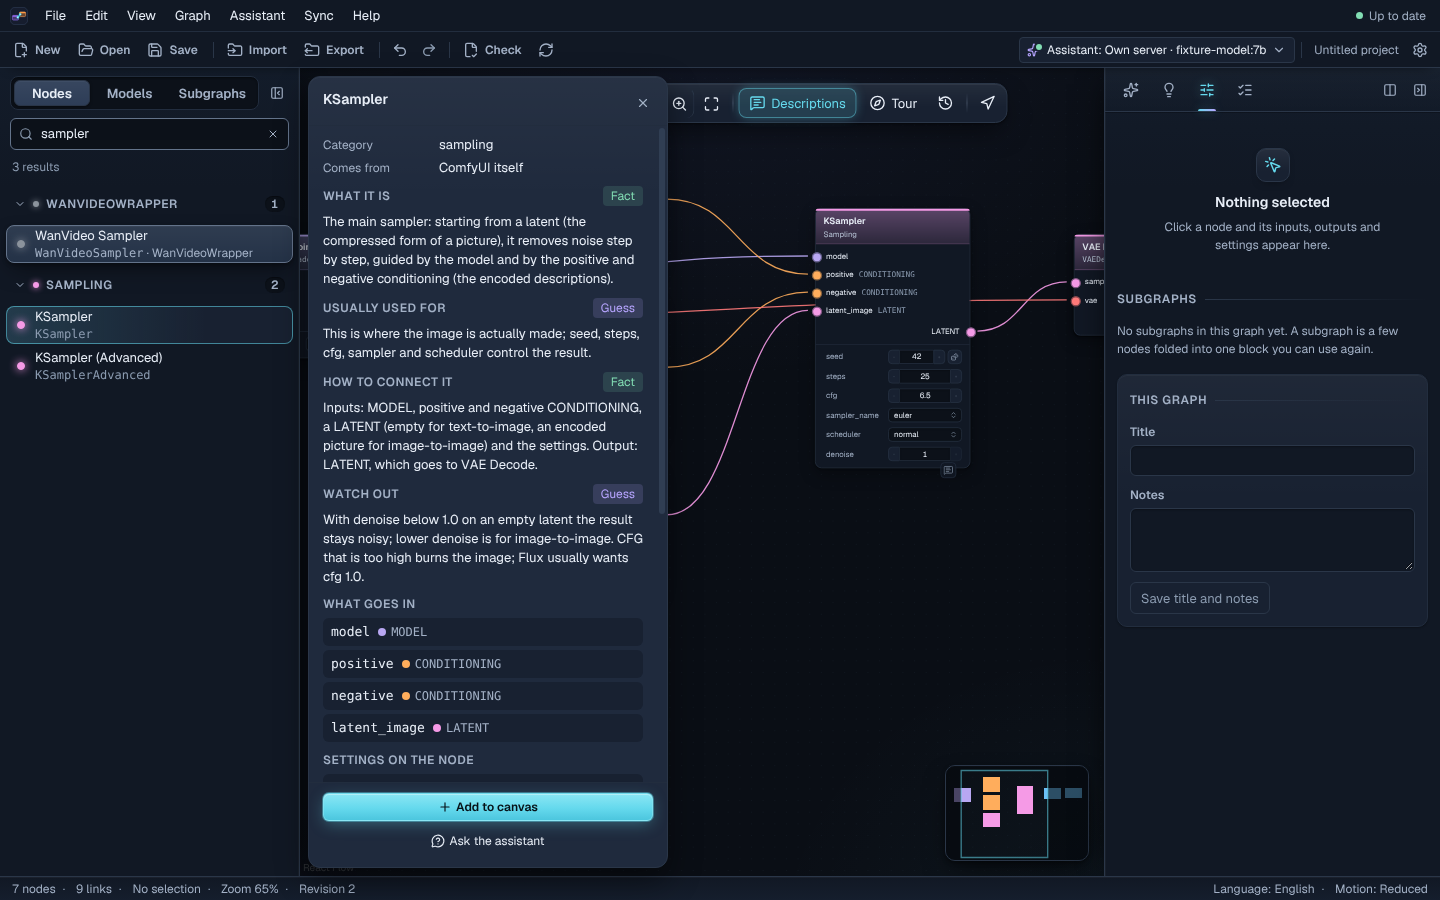 File Edit View Graph Assistant Sync Help
Up to date
New Open Save Import Export Check
Assistant: Own server · fixture-model:7b
Untitled project
Nodes Models Subgraphs
sampler
3 results
WANVIDEOWRAPPER 1
WanVideo Sampler
WanVideoSampler · WanVideoWrapper
SAMPLING 2
KSampler
KSampler
KSampler (Advanced)
KSamplerAdvanced
KSampler
Category sampling
Comes from ComfyUI itself
WHAT IT IS Fact
The main sampler: starting from a latent (the
compressed form of a picture), it removes noise step
by step, guided by the model and by the positive and
negative conditioning (the encoded descriptions).
USUALLY USED FOR Guess
This is where the image is actually made; seed, steps,
cfg, sampler and scheduler control the result.
HOW TO CONNECT IT Fact
Inputs: MODEL, positive and negative CONDITIONING,
a LATENT (empty for text-to-image, an encoded
picture for image-to-image) and the settings. Output:
LATENT, which goes to VAE Decode.
WATCH OUT Guess
With denoise below 1.0 on an empty latent the result
stays noisy; lower denoise is for image-to-image. CFG
that is too high burns the image; Flux usually wants
cfg 1.0.
WHAT GOES IN
model MODEL
positive CONDITIONING
negative CONDITIONING
latent_image LATENT
SETTINGS ON THE NODE
Add to canvas
Ask the assistant
Descriptions Tour
KSampler
Sampling
model
positive CONDITIONING
negative CONDITIONING
latent_image LATENT
LATENT
seed 42
steps 25
cfg 6.5
sampler_name euler
scheduler normal
denoise 1
VAE
VAEDe
samp
vae
Nothing selected
Click a node and its inputs, outputs and
settings appear here.
SUBGRAPHS
No subgraphs in this graph yet. A subgraph is a few
nodes folded into one block you can use again.
THIS GRAPH
Title
Notes
Save title and notes
7 nodes · 9 links · No selection · Zoom 65% · Revision 2
Language: English · Motion: Reduced